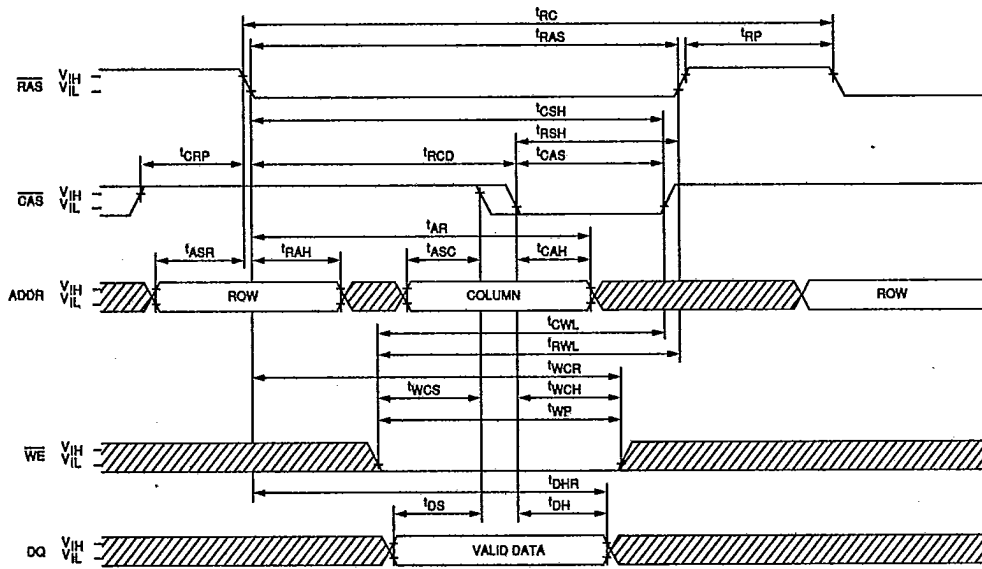 tRC
tRAS
tRP
RAS VIH
VIL
tCSH
tRSH
tCRP
tRCD
tCAS
CAS VIH
VIL
tAR
tASR
tRAH
tASC
tCAH
ADDR VIH
VIL
ROW
COLUMN
ROW
tCWL
tRWL
tWCR
tWCS
tWCH
tWP
WE VIH
VIL
tDHR
tDS
tDH
DQ VIH
VIL
VALID DATA